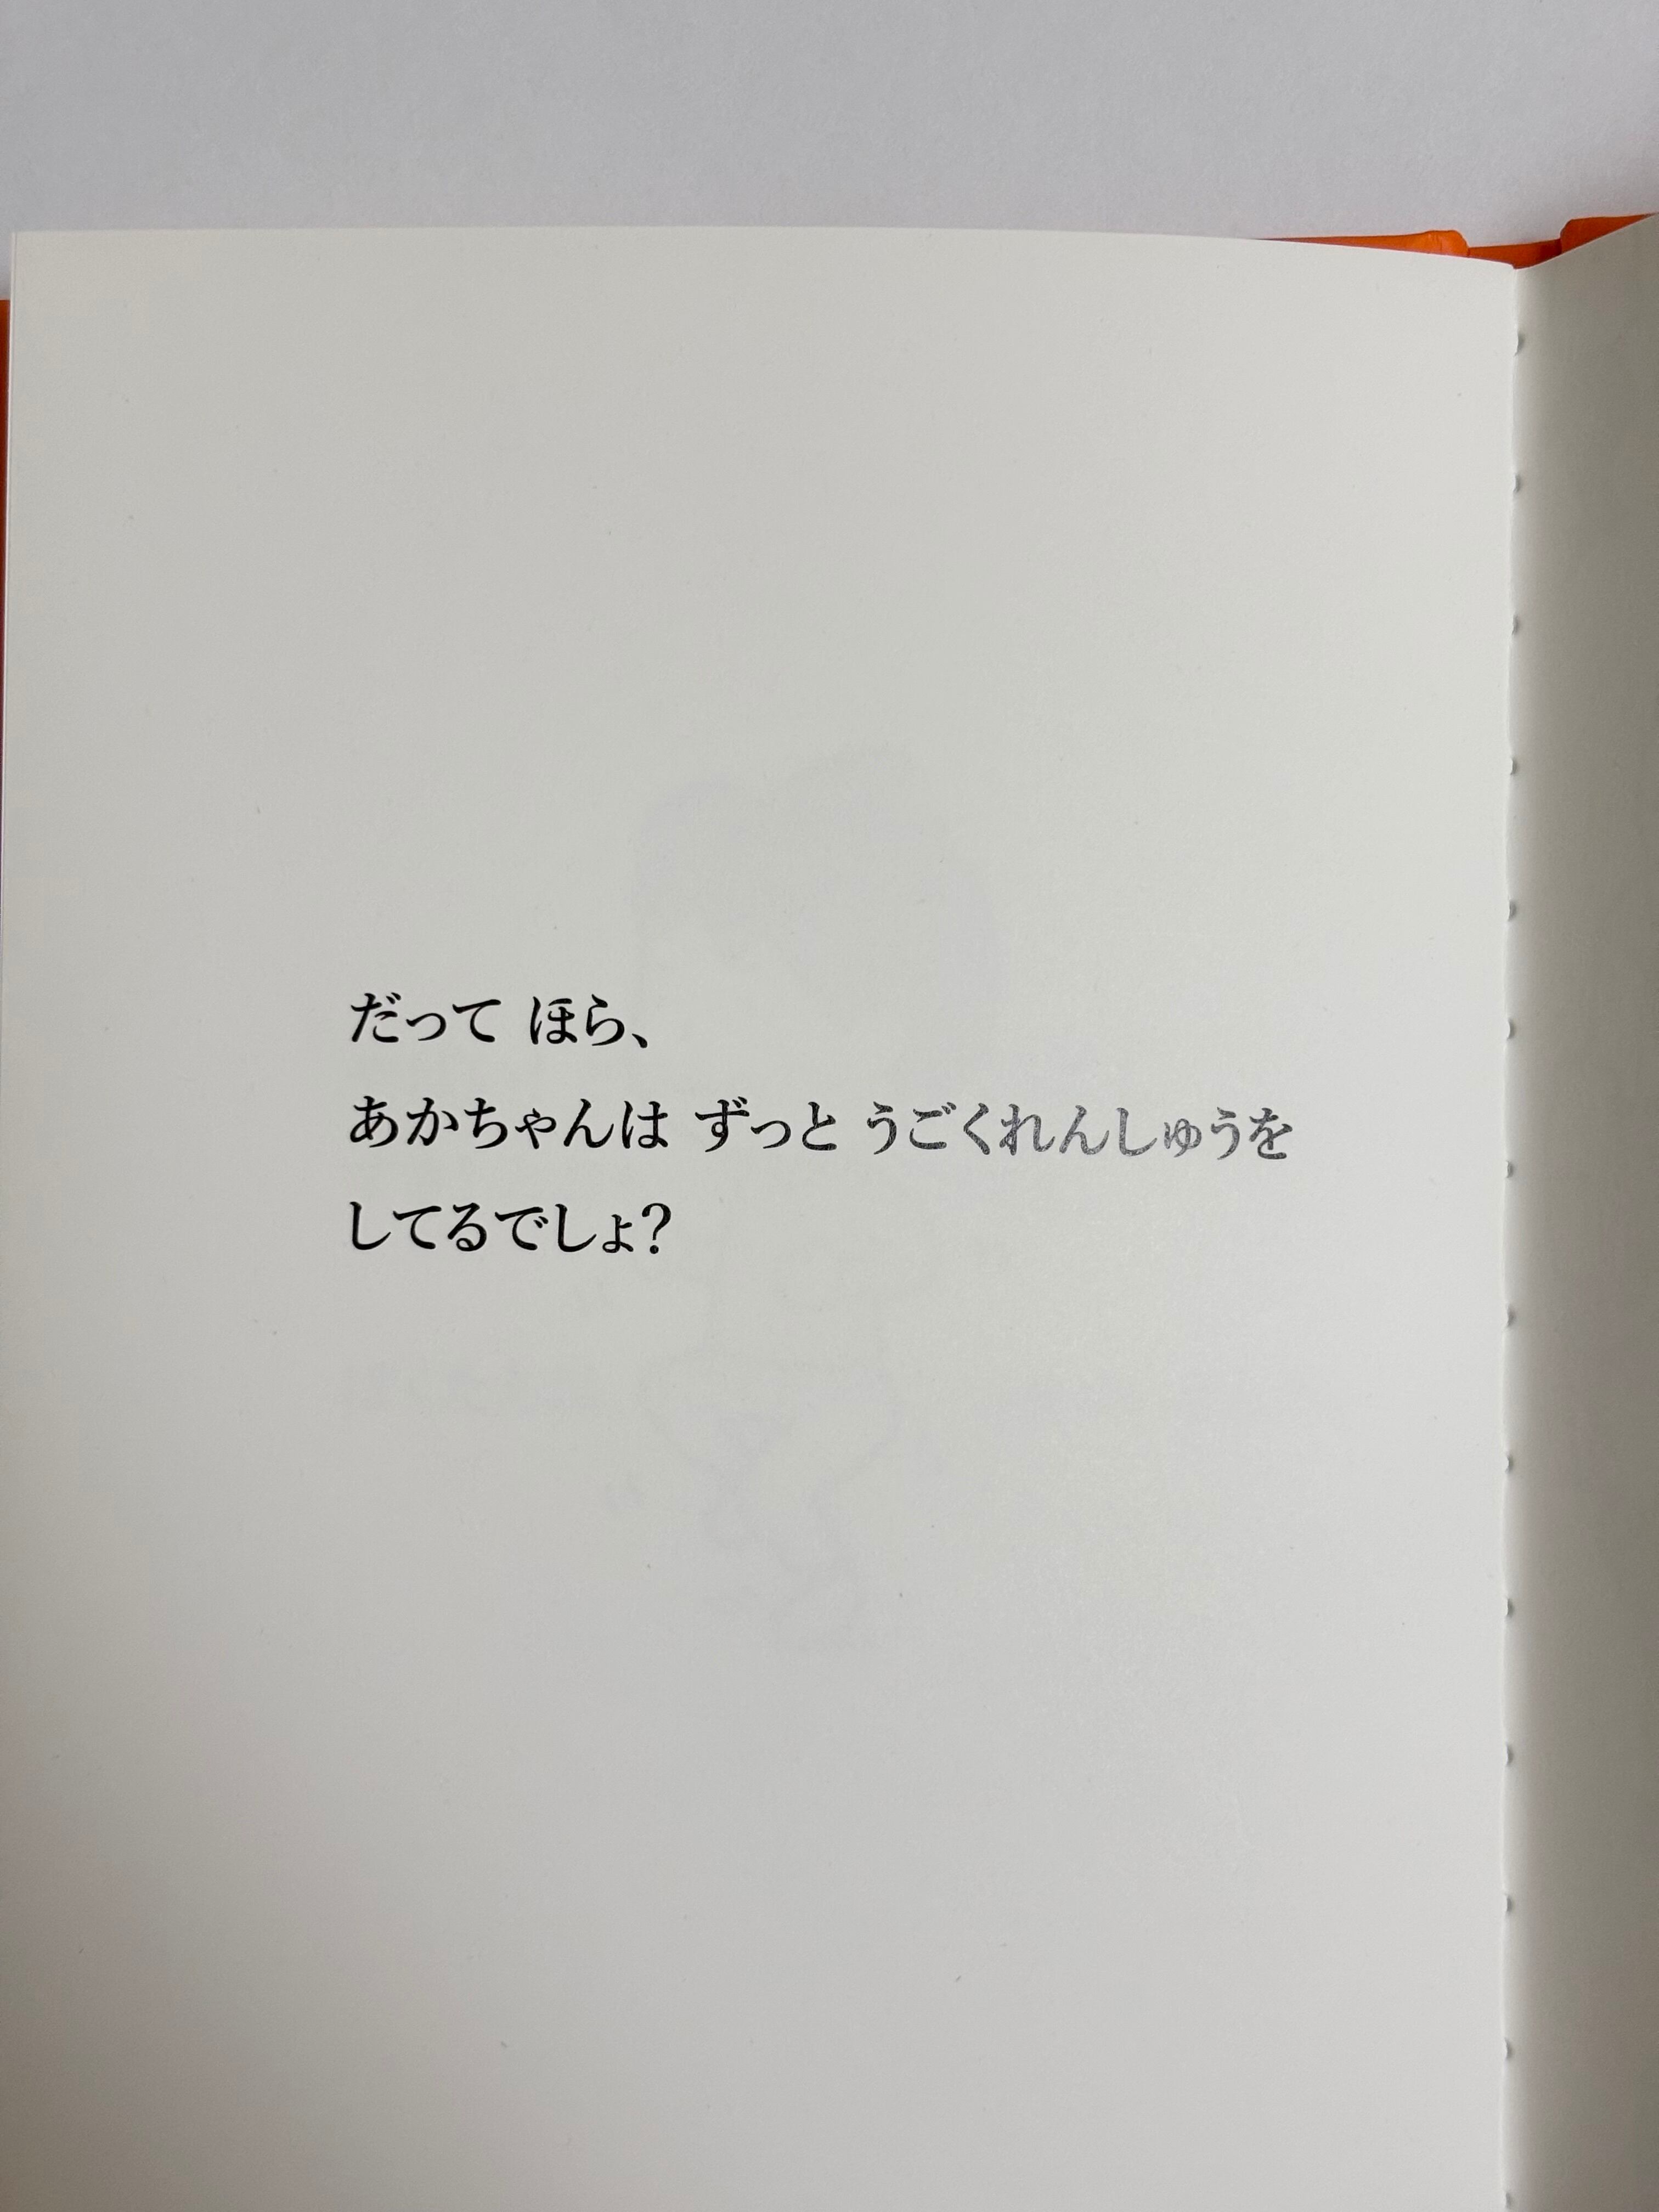 だって ほら、
あかちゃんは ずっと うごくれんしゅうを
してるでしょ？